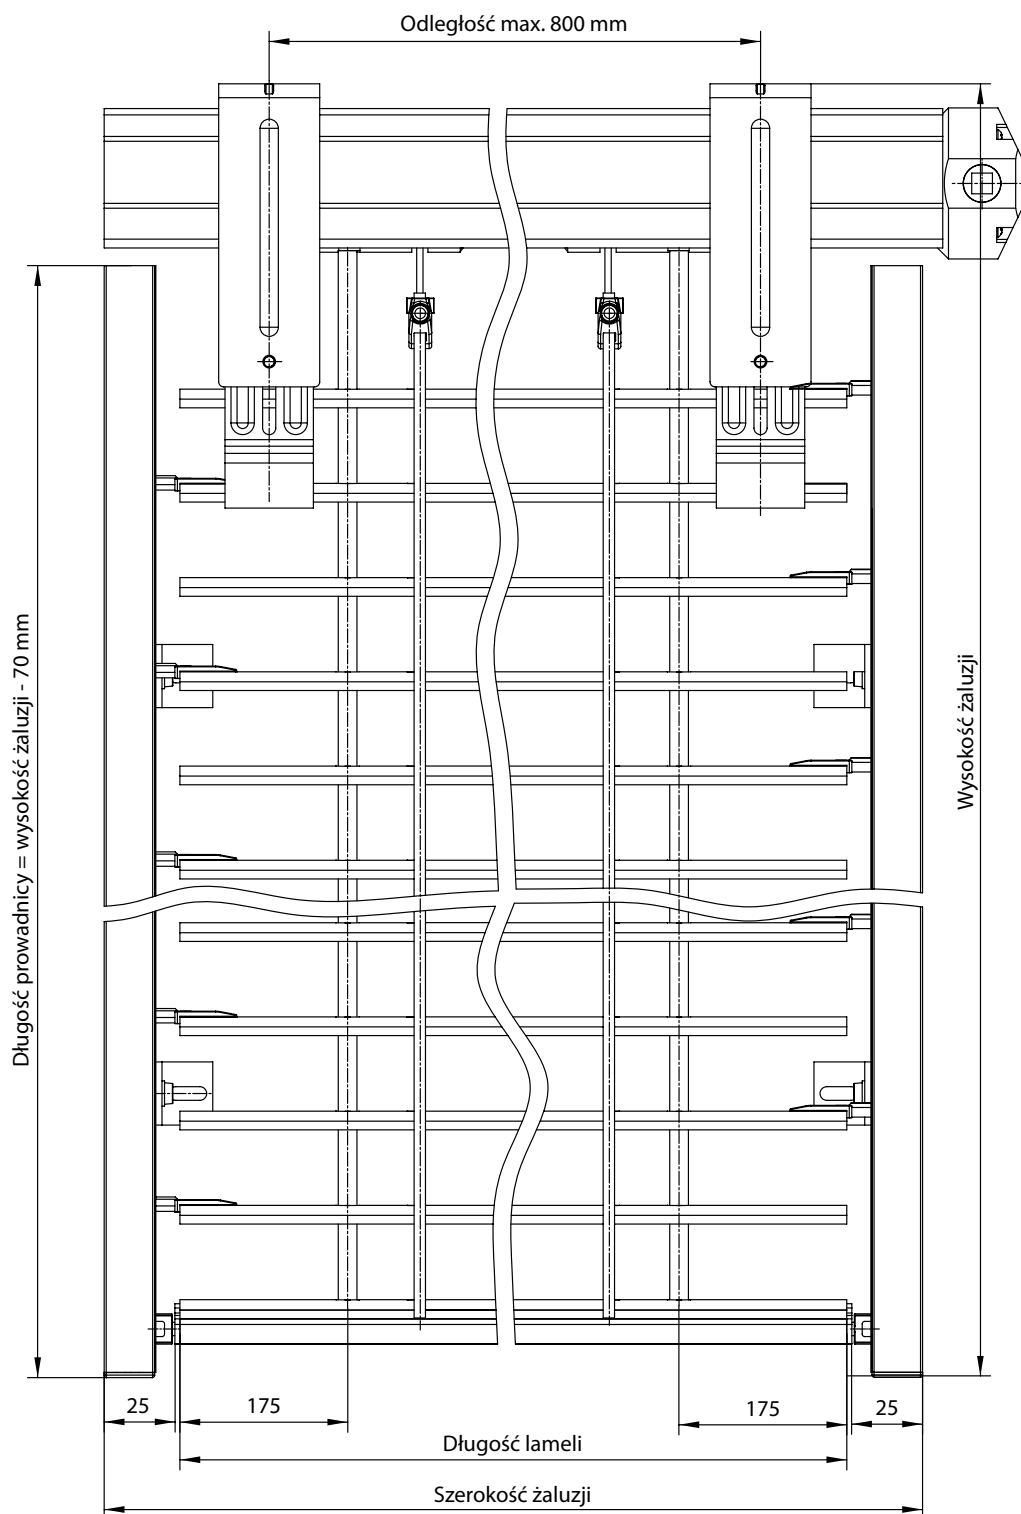 Odległość max. 800 mm
Długość prowadnicy = wysokość żaluzji - 70 mm
Wysokość żaluzji
25
175
175
25
Długość lameli
Szerokość żaluzji